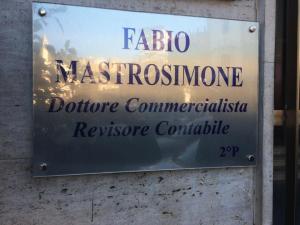 FABIO
MASTROSIMONE
Dottore Commercialista
Revisore Contabile
2°P